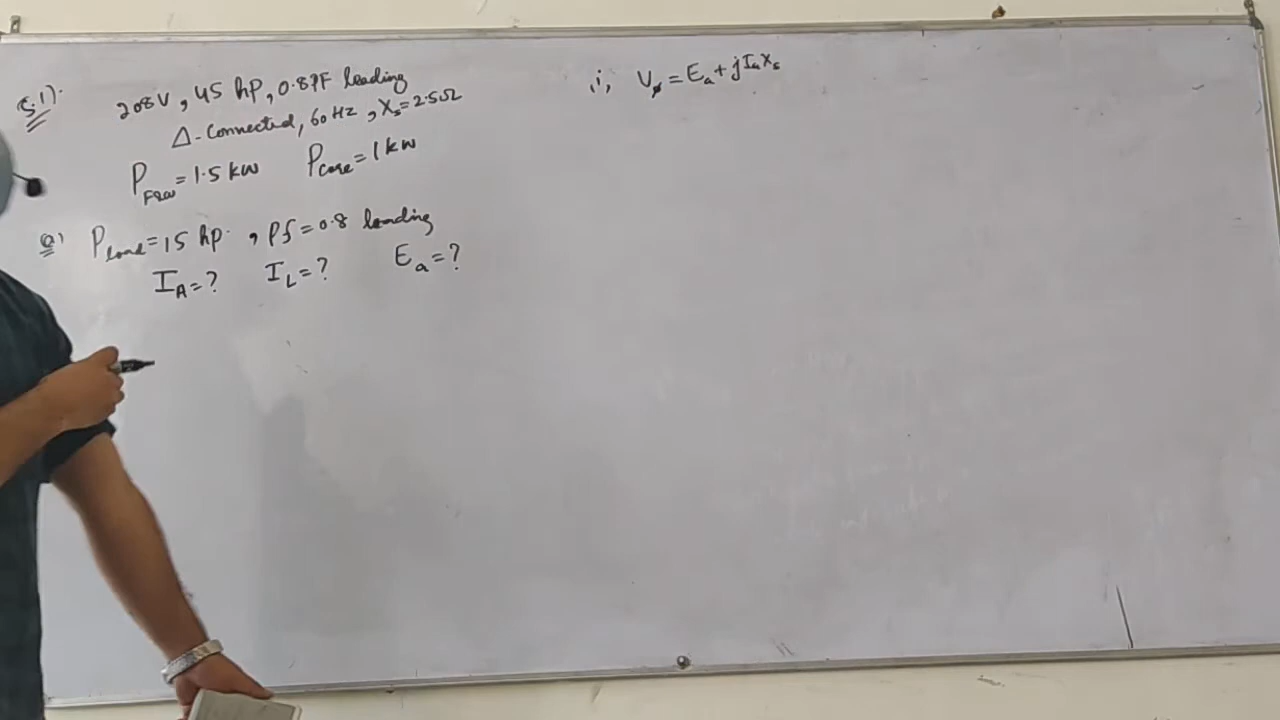 5.1).
208V, 45 hp, 0.8PF leading
Δ-Connected, 60 Hz, Xs=2.5Ω
PF&W=1.5 kW Pcore=1 kW
a, Pload=15 hp, pf=0.8 leading
IA=? IL=? Ea=?
i, Vφ=Ea+jIaXs